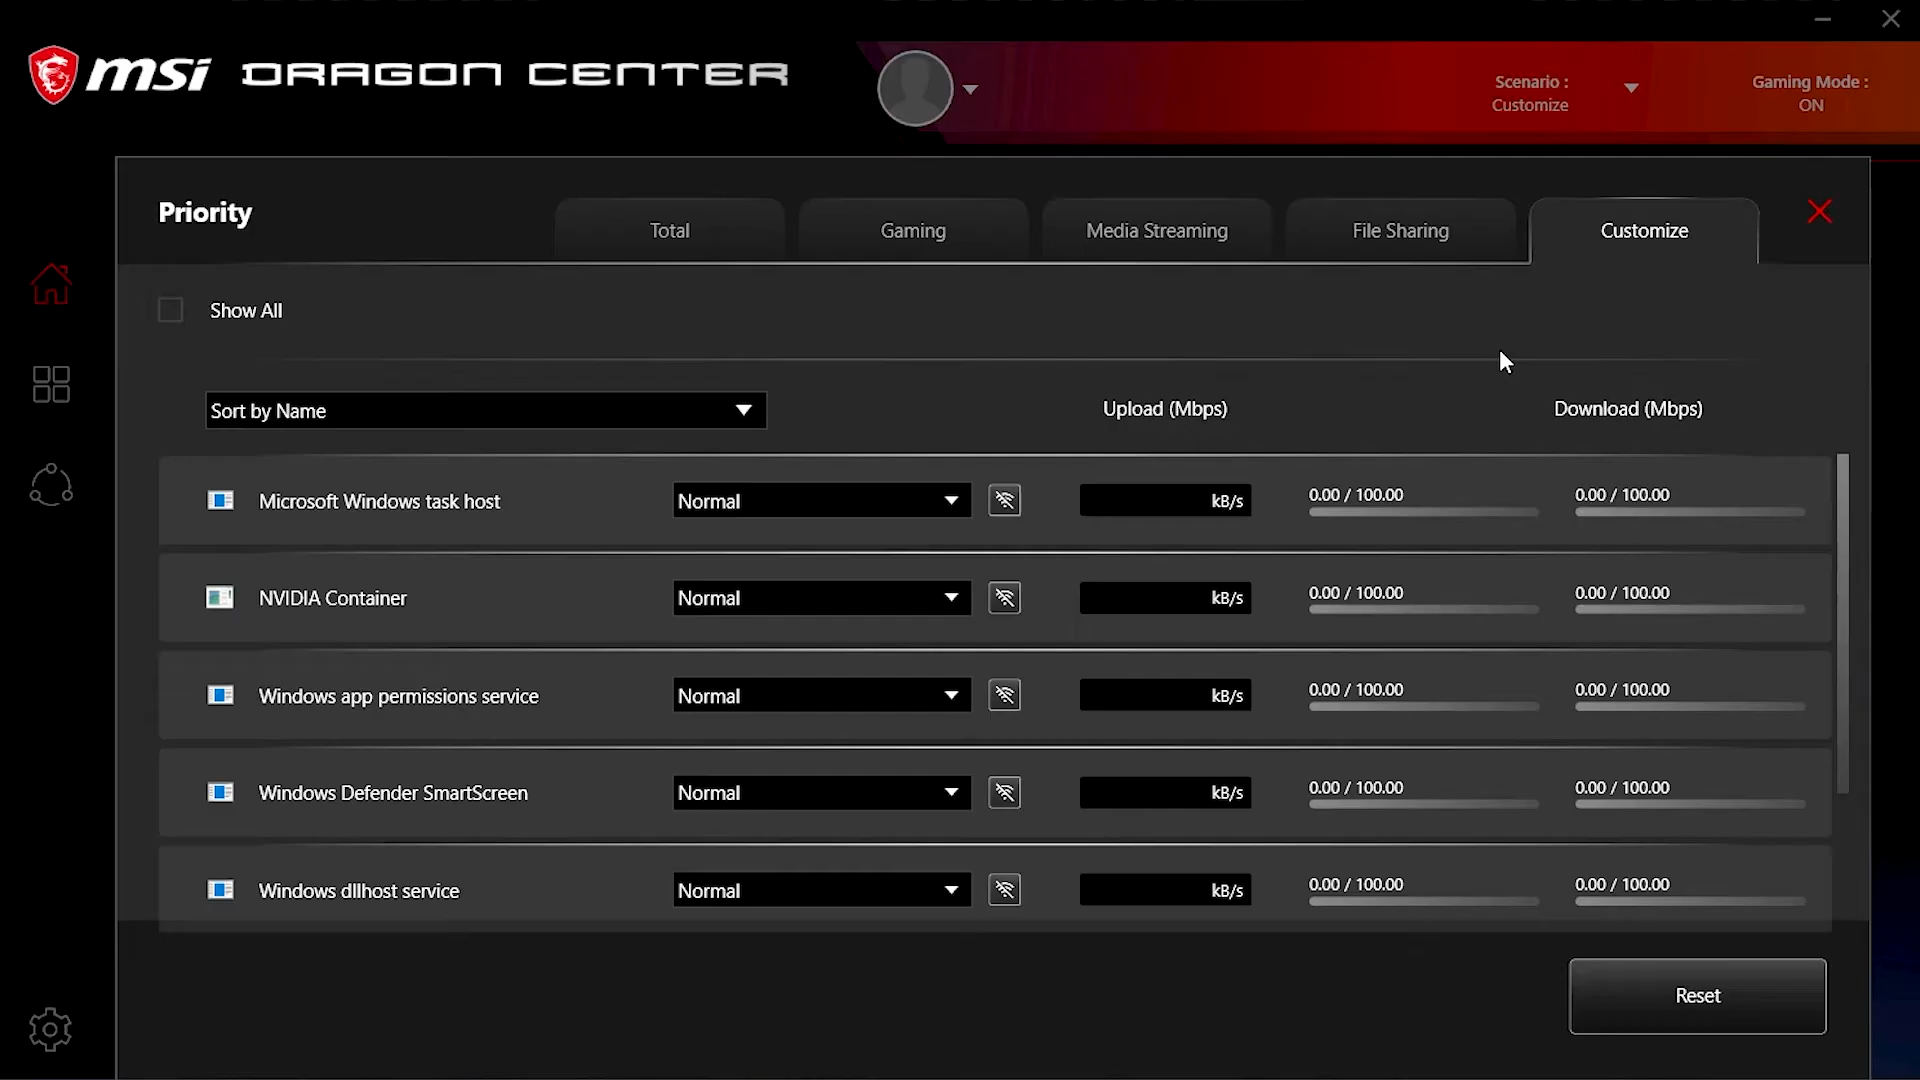 msi DRAGON CENTER
Scenario :
Customize
Gaming Mode :
ON
Priority
Total
Gaming
Media Streaming
File Sharing
Customize
Show All
Sort by Name
Upload (Mbps)
Download (Mbps)
Microsoft Windows task host
Normal
kB/s
0.00 / 100.00
0.00 / 100.00
NVIDIA Container
Normal
kB/s
0.00 / 100.00
0.00 / 100.00
Windows app permissions service
Normal
kB/s
0.00 / 100.00
0.00 / 100.00
Windows Defender SmartScreen
Normal
kB/s
0.00 / 100.00
0.00 / 100.00
Windows dllhost service
Normal
kB/s
0.00 / 100.00
0.00 / 100.00
Reset